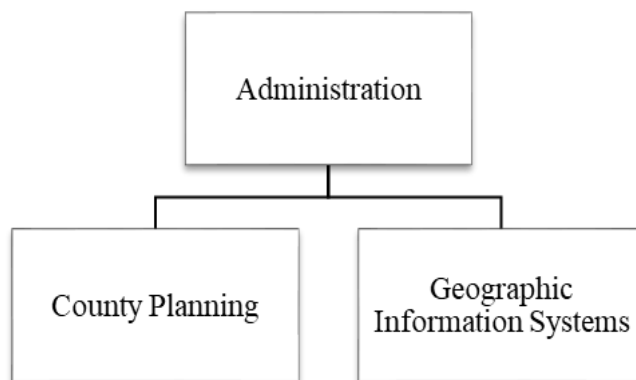 Administration
County Planning
Geographic
Information Systems